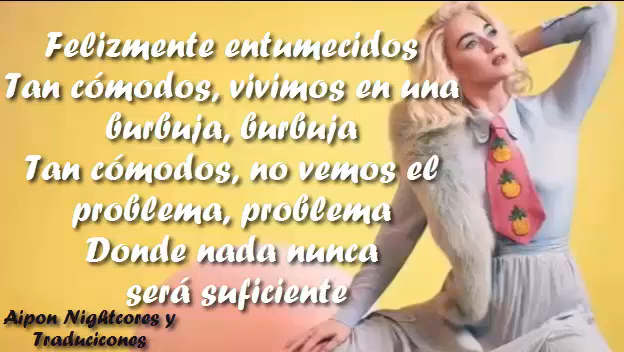 Felizmente entumecidos
Tan cómodos, vivimos en una
burbuja, burbuja
Tan cómodos, no vemos el
problema, problema
Donde nada nunca
será suficiente
Aipon Nightcores y
Traducicones